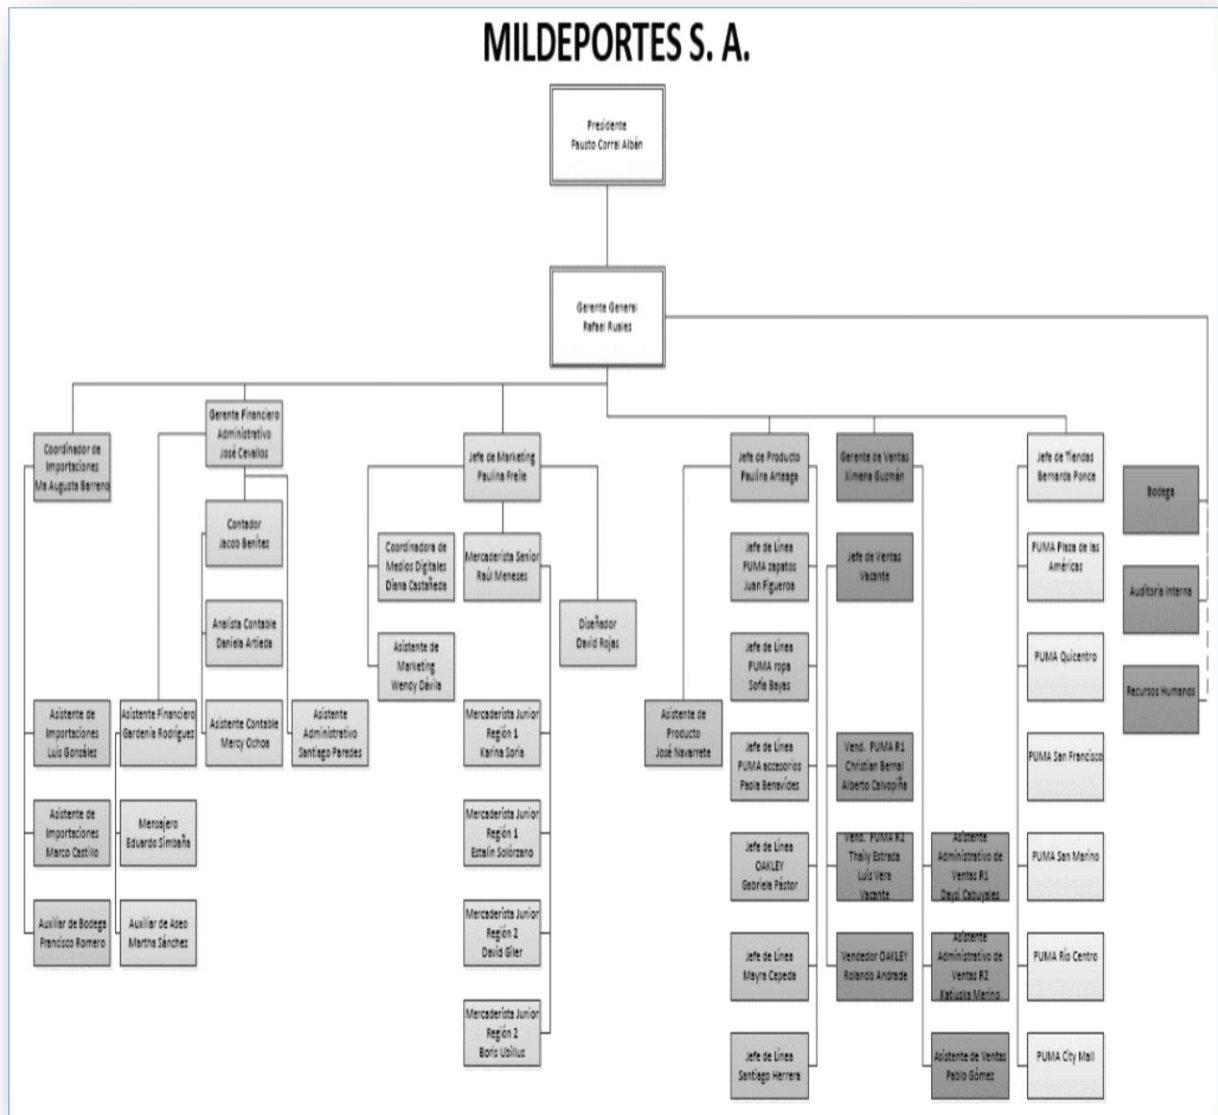 MILDEPORTES S. A.
Presidente
Fausto Corral Albán
Gerente General
Rafael Ruales
Coordinador de
Importaciones
Ma Augusta Barreno
Asistente de
Importaciones
Luis González
Asistente de
Importaciones
Marco Castillo
Auxiliar de Bodega
Francisco Romero
Gerente Financiero
Administrativo
José Cevallos
Contador
Jacob Benítez
Analista Contable
Daniela Artieda
Asistente Contable
Mercy Ochoa
Asistente Financiero
Gardenia Rodríguez
Mensajero
Eduardo Simbaña
Auxiliar de Aseo
Martha Sánchez
Asistente
Administrativo
Santiago Paredes
Jefe de Marketing
Paulina Freile
Coordinadora de
Medios Digitales
Diana Castañeda
Asistente de
Marketing
Wendy Dávila
Mercaderista Senior
Raúl Meneses
Mercaderista Junior
Región 1
Karina Soria
Mercaderista Junior
Región 1
Estalin Solórzano
Mercaderista Junior
Región 2
David Giler
Mercaderista Junior
Región 2
Boris Ubillus
Diseñador
David Rojas
Jefe de Producto
Paulina Arteaga
Asistente de
Producto
José Navarrete
Jefe de Línea
PUMA zapatos
Juan Figueroa
Jefe de Línea
PUMA ropa
Sofía Bayas
Jefe de Línea
PUMA accesorios
Paola Benavides
Jefe de Línea
OAKLEY
Gabriela Pástor
Jefe de Línea
Mayra Cepeda
Jefe de Línea
Santiago Herrera
Gerente de Ventas
Ximena Guzmán
Jefe de Ventas
Vacante
Vend. PUMA R1
Christian Bernal
Alberto Calvopiña
Vend. PUMA R2
Thaily Estrada
Luis Vera
Vacante
Vendedor OAKLEY
Rolando Andrade
Asistente
Administrativo de
Ventas R1
Daysi Cabuyales
Asistente
Administrativo de
Ventas R2
Katiuska Merino
Asistente de Ventas
Pablo Gómez
Jefe de Tiendas
Bernarda Ponce
PUMA Plaza de las
Américas
PUMA Quicentro
PUMA San Francisco
PUMA San Marino
PUMA Río Centro
PUMA City Mall
Bodega
Auditoría Interna
Recursos Humanos